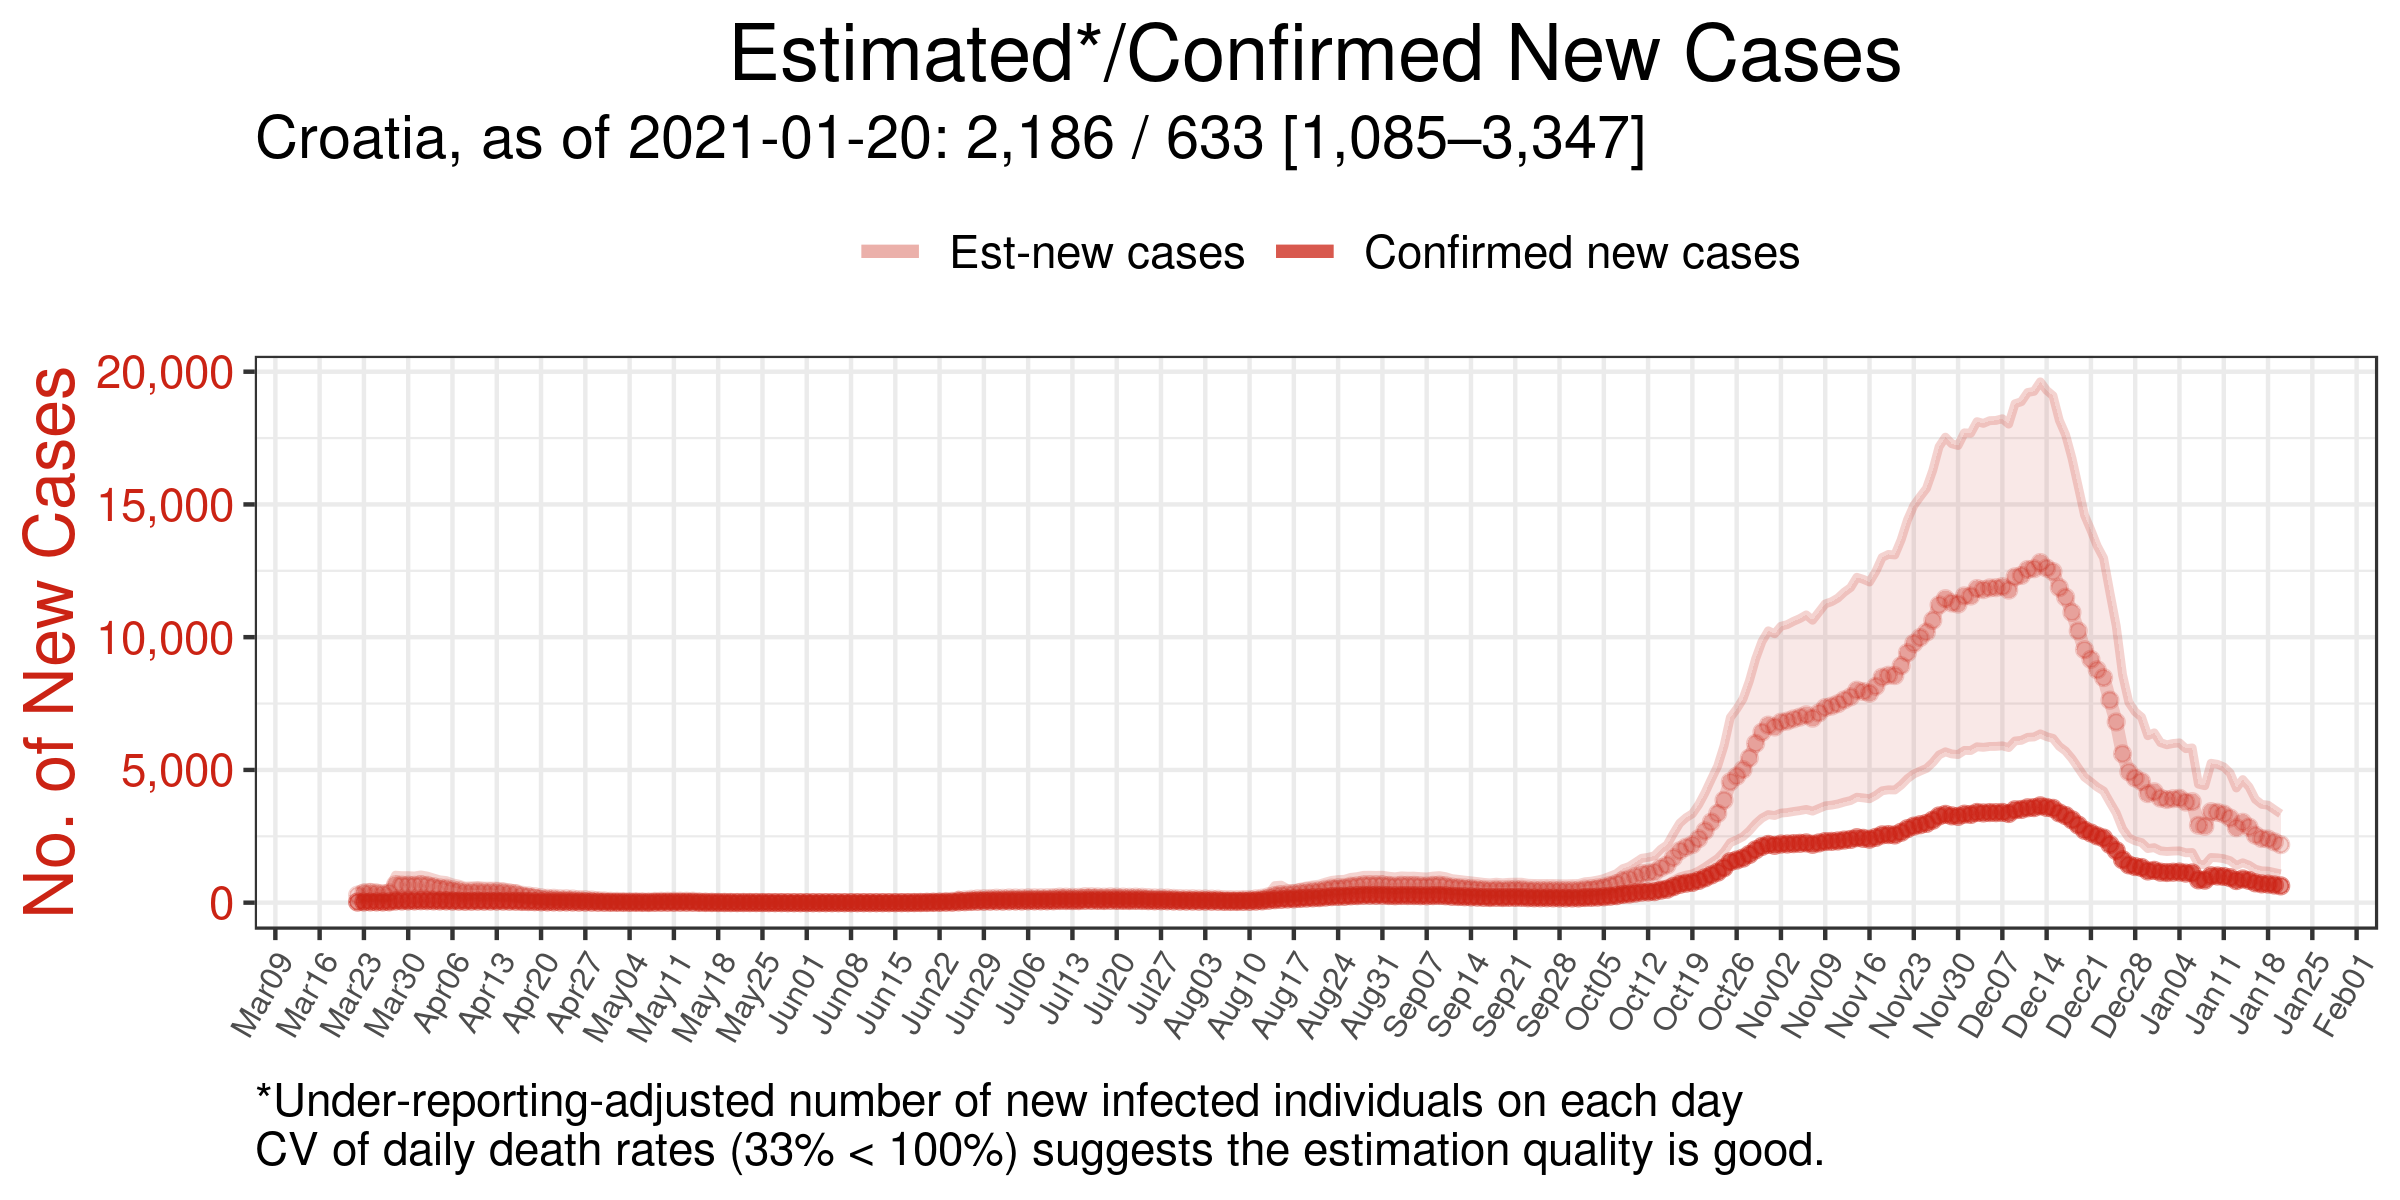 Estimated*/Confirmed New Cases
Croatia, as of 2021-01-20: 2,186 / 633 [1,085–3,347]
Est-new cases Confirmed new cases
No. of New Cases
20,000
15,000
10,000
5,000
0
Mar09 Mar16 Mar23 Mar30 Apr06 Apr13 Apr20 Apr27 May04 May11 May18 May25 Jun01 Jun08 Jun15 Jun22 Jun29 Jul06 Jul13 Jul20 Jul27 Aug03 Aug10 Aug17 Aug24 Aug31 Sep07 Sep14 Sep21 Sep28 Oct05 Oct12 Oct19 Oct26 Nov02 Nov09 Nov16 Nov23 Nov30 Dec07 Dec14 Dec21 Dec28 Jan04 Jan11 Jan18 Jan25 Feb01
*Under-reporting-adjusted number of new infected individuals on each day
CV of daily death rates (33% < 100%) suggests the estimation quality is good.